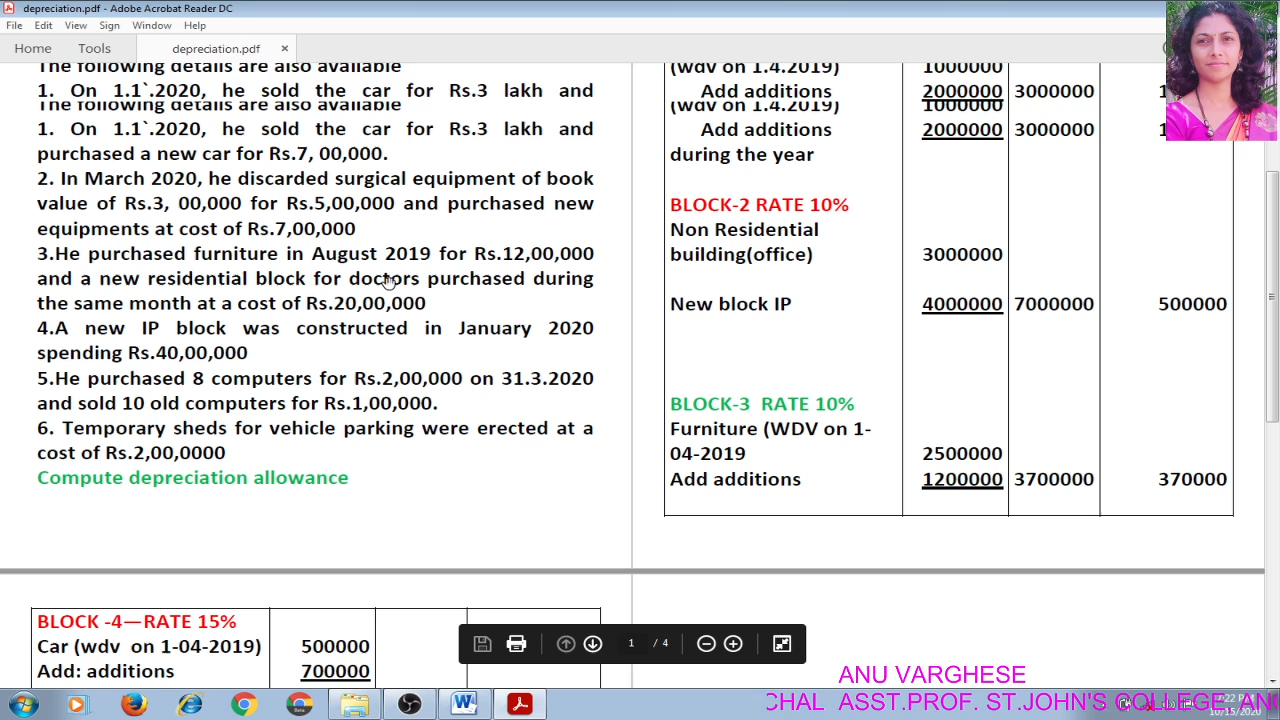 depreciation.pdf - Adobe Acrobat Reader DC
File Edit View Sign Window Help
Home Tools depreciation.pdf ×
The following details are also available
1. On 1.1`.2020, he sold the car for Rs.3 lakh and
The following details are also available
1. On 1.1`.2020, he sold the car for Rs.3 lakh and
purchased a new car for Rs.7, 00,000.
2. In March 2020, he discarded surgical equipment of book
value of Rs.3, 00,000 for Rs.5,00,000 and purchased new
equipments at cost of Rs.7,00,000
3.He purchased furniture in August 2019 for Rs.12,00,000
and a new residential block for doctors purchased during
the same month at a cost of Rs.20,00,000
4.A new IP block was constructed in January 2020
spending Rs.40,00,000
5.He purchased 8 computers for Rs.2,00,000 on 31.3.2020
and sold 10 old computers for Rs.1,00,000.
6. Temporary sheds for vehicle parking were erected at a
cost of Rs.2,00,0000
Compute depreciation allowance
(wdv on 1.4.2019) 1000000
Add additions 2000000 3000000
(wdv on 1.4.2019) 1000000
Add additions 2000000 3000000
during the year
BLOCK-2 RATE 10%
Non Residential
building(office) 3000000
New block IP 4000000 7000000 500000
BLOCK-3 RATE 10%
Furniture (WDV on 1-
04-2019 2500000
Add additions 1200000 3700000 370000
BLOCK -4—RATE 15%
Car (wdv on 1-04-2019) 500000
Add: additions 700000
1 / 4
ANU VARGHESE
CHAL ASST.PROF. ST.JOHN'S COLLEGE
10/15/2020